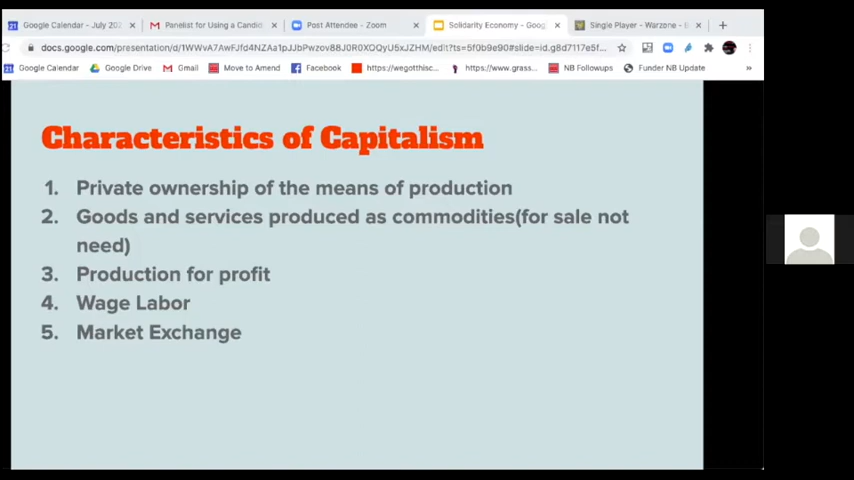 Google Calendar - July 202
Panelist for Using a Candid
Post Attendee - Zoom
Solidarity Economy - Goog
Single Player - Warzone - B
docs.google.com/presentation/d/1WWvA7AwFJfd4NZAa1pJJbPwzov88J0R0XQQyU5xJZHM/edit?ts=5f0b9e90#slide=id.g8d7117e5f...
Google Calendar
Google Drive
Gmail
Move to Amend
Facebook
https://wegotthisc...
https://www.grass...
NB Followups
Funder NB Update
»
Characteristics of Capitalism
1. Private ownership of the means of production
2. Goods and services produced as commodities(for sale not
need)
3. Production for profit
4. Wage Labor
5. Market Exchange